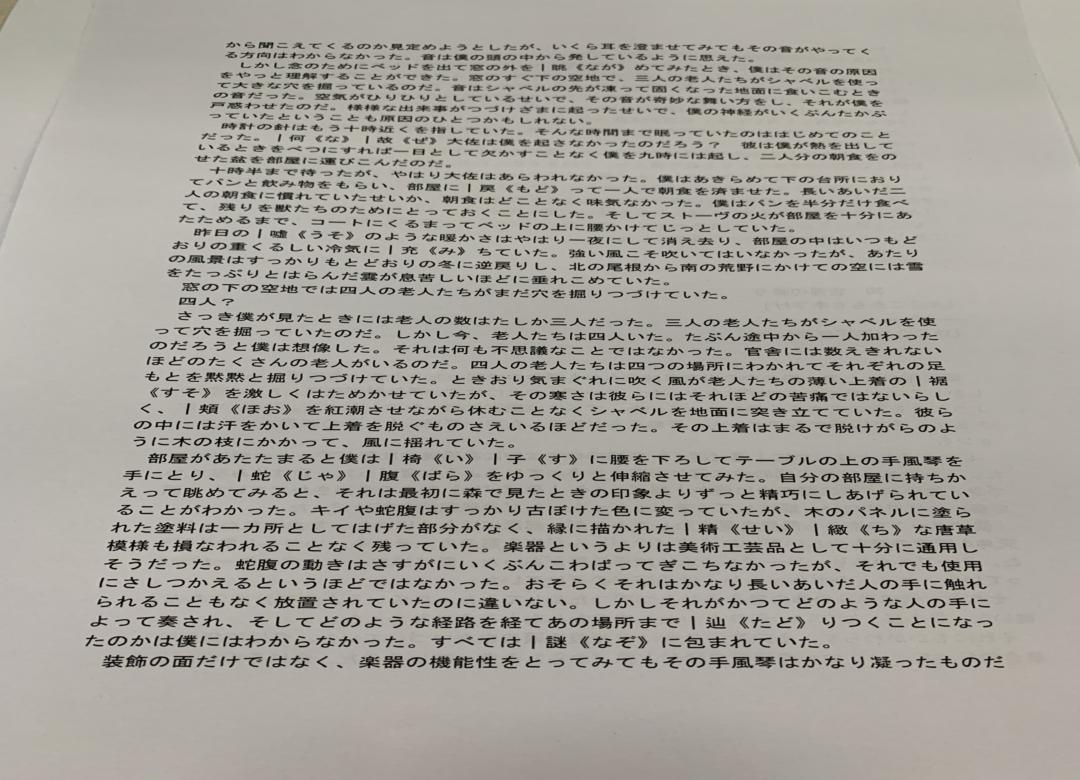 から聞こえてくるのか見定めようとしたが、いくら耳を澄ませてみてもその音がやってく
る方向はわからなかった。音は僕の頭の中から発しているように思えた。
　しかし念のためにベッドを出て窓の外を｜眺《なが》めてみたとき、僕はその音の原因
をやっと理解することができた。窓のすぐ下の空地で、三人の老人たちがシャベルを使っ
て大きな穴を掘っているのだ。音はシャベルの先が凍って固くなった地面に食いこむとき
の音だった。空気がひりひりとしているせいで、その音が奇妙な舞い方をし、それが僕を
戸惑わせたのだ。様様な出来事がつづけざまに起ったせいで、僕の神経がいくぶんたかぶ
っていたということも原因のひとつかもしれない。
　時計の針はもう十時近くを指していた。そんな時間まで眠っていたのははじめてのこと
だった。｜何《な》｜故《ぜ》大佐は僕を起さなかったのだろう？　彼は僕が熱を出して
いるときをべつにすれば一日として欠かすことなく僕を九時には起し、二人分の朝食をの
せた盆を部屋に運びこんだのだ。
　十時半まで待ったが、やはり大佐はあらわれなかった。僕はあきらめて下の台所におり
てパンと飲み物をもらい、部屋に｜戻《もど》って一人で朝食を済ませた。長いあいだ二
人の朝食に慣れていたせいか、朝食はどことなく味気なかった。僕はパンを半分だけ食べ
て、残りを獣たちのためにとっておくことにした。そしてストーヴの火が部屋を十分にあ
たためるまで、コートにくるまってベッドの上に腰かけてじっとしていた。
　昨日の｜嘘《うそ》のような暖かさはやはり一夜にして消え去り、部屋の中はいつもど
おりの重くるしい冷気に｜充《み》ちていた。強い風こそ吹いてはいなかったが、あたり
の風景はすっかりもとどおりの冬に逆戻りし、北の尾根から南の荒野にかけての空には雪
をたっぷりとはらんだ雲が息苦しいほどに垂れこめていた。
　窓の下の空地では四人の老人たちがまだ穴を掘りつづけていた。
　四人？
　さっき僕が見たときには老人の数はたしか三人だった。三人の老人たちがシャベルを使
って穴を掘っていたのだ。しかし今、老人たちは四人いた。たぶん途中から一人加わった
のだろうと僕は想像した。それは何も不思議なことではなかった。官舎には数えきれない
ほどのたくさんの老人がいるのだ。四人の老人たちは四つの場所にわかれてそれぞれの足
もとを黙黙と掘りつづけていた。ときおり気まぐれに吹く風が老人たちの薄い上着の｜裾
《すそ》を激しくはためかせていたが、その寒さは彼らにはそれほどの苦痛ではないらし
く、｜頬《ほお》を紅潮させながら休むことなくシャベルを地面に突き立てていた。彼ら
の中には汗をかいて上着を脱ぐものさえいるほどだった。その上着はまるで脱けがらのよ
うに木の枝にかかって、風に揺れていた。
　部屋があたたまると僕は｜椅《い》｜子《す》に腰を下ろしてテーブルの上の手風琴を
手にとり、｜蛇《じゃ》｜腹《ばら》をゆっくりと伸縮させてみた。自分の部屋に持ちか
えって眺めてみると、それは最初に森で見たときの印象よりずっと精巧にしあげられてい
ることがわかった。キイや蛇腹はすっかり古ぼけた色に変っていたが、木のパネルに塗ら
れた塗料は一カ所としてはげた部分がなく、縁に描かれた｜精《せい》｜緻《ち》な唐草
模様も損なわれることなく残っていた。楽器というよりは美術工芸品として十分に通用し
そうだった。蛇腹の動きはさすがにいくぶんこわばってぎこちなかったが、それでも使用
にさしつかえるというほどではなかった。おそらくそれはかなり長いあいだ人の手に触れ
られることもなく放置されていたのに違いない。しかしそれがかつてどのような人の手に
よって奏され、そしてどのような経路を経てあの場所まで｜辿《たど》りつくことになっ
たのかは僕にはわからなかった。すべては｜謎《なぞ》に包まれていた。
　装飾の面だけではなく、楽器の機能性をとってみてもその手風琴はかなり凝ったものだ